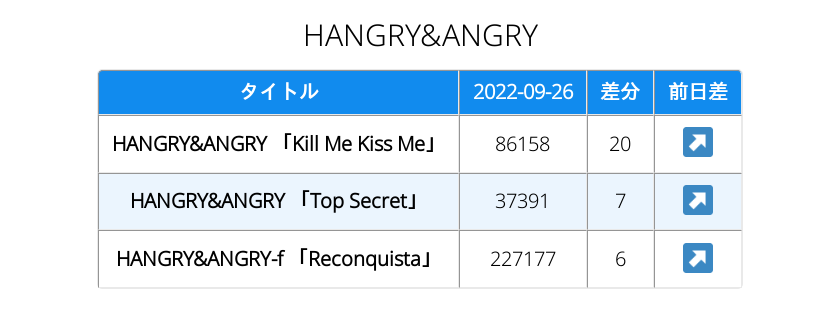 HANGRY&ANGRY
タイトル 2022-09-26 差分 前日差
HANGRY&ANGRY 「Kill Me Kiss Me」 86158 20 ↗
HANGRY&ANGRY 「Top Secret」 37391 7 ↗
HANGRY&ANGRY-f 「Reconquista」 227177 6 ↗